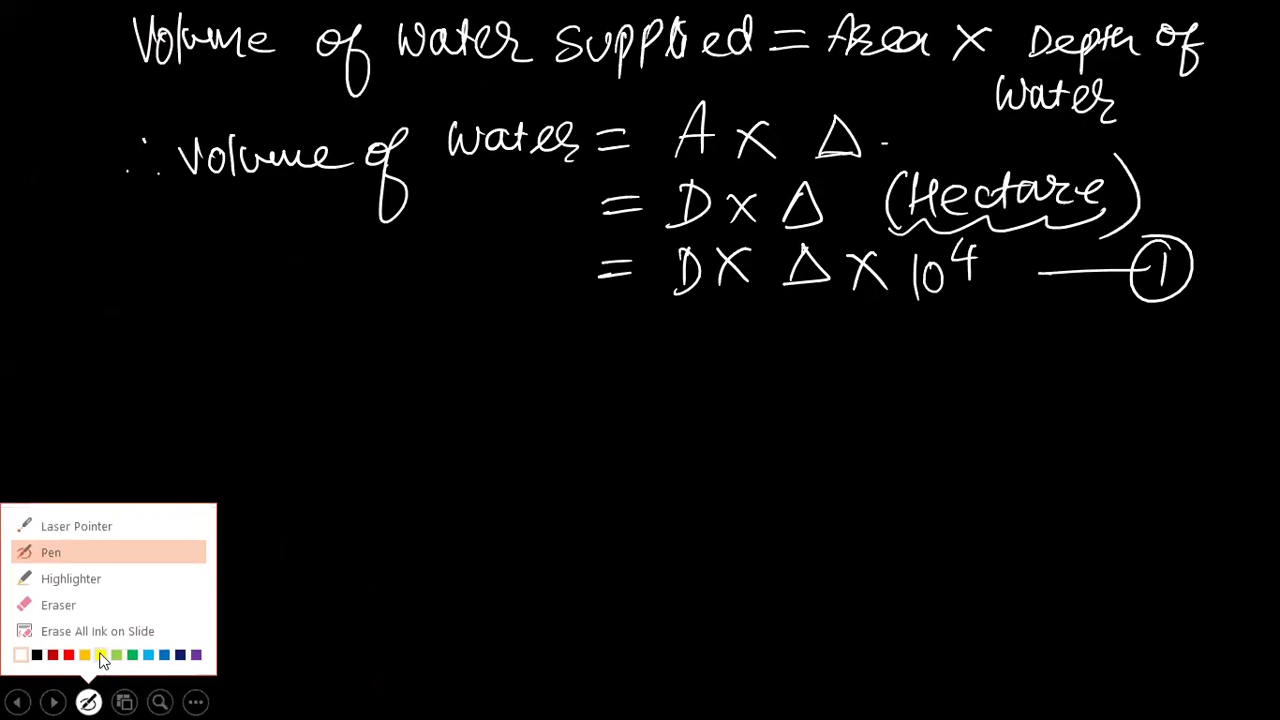 Volume of water supplied = Area × Depth of
water
∴ volume of water = A × Δ.
= D × Δ (Hectare)
= D × Δ × 10⁴ —— ①
Laser Pointer
Pen
Highlighter
Eraser
Erase All Ink on Slide